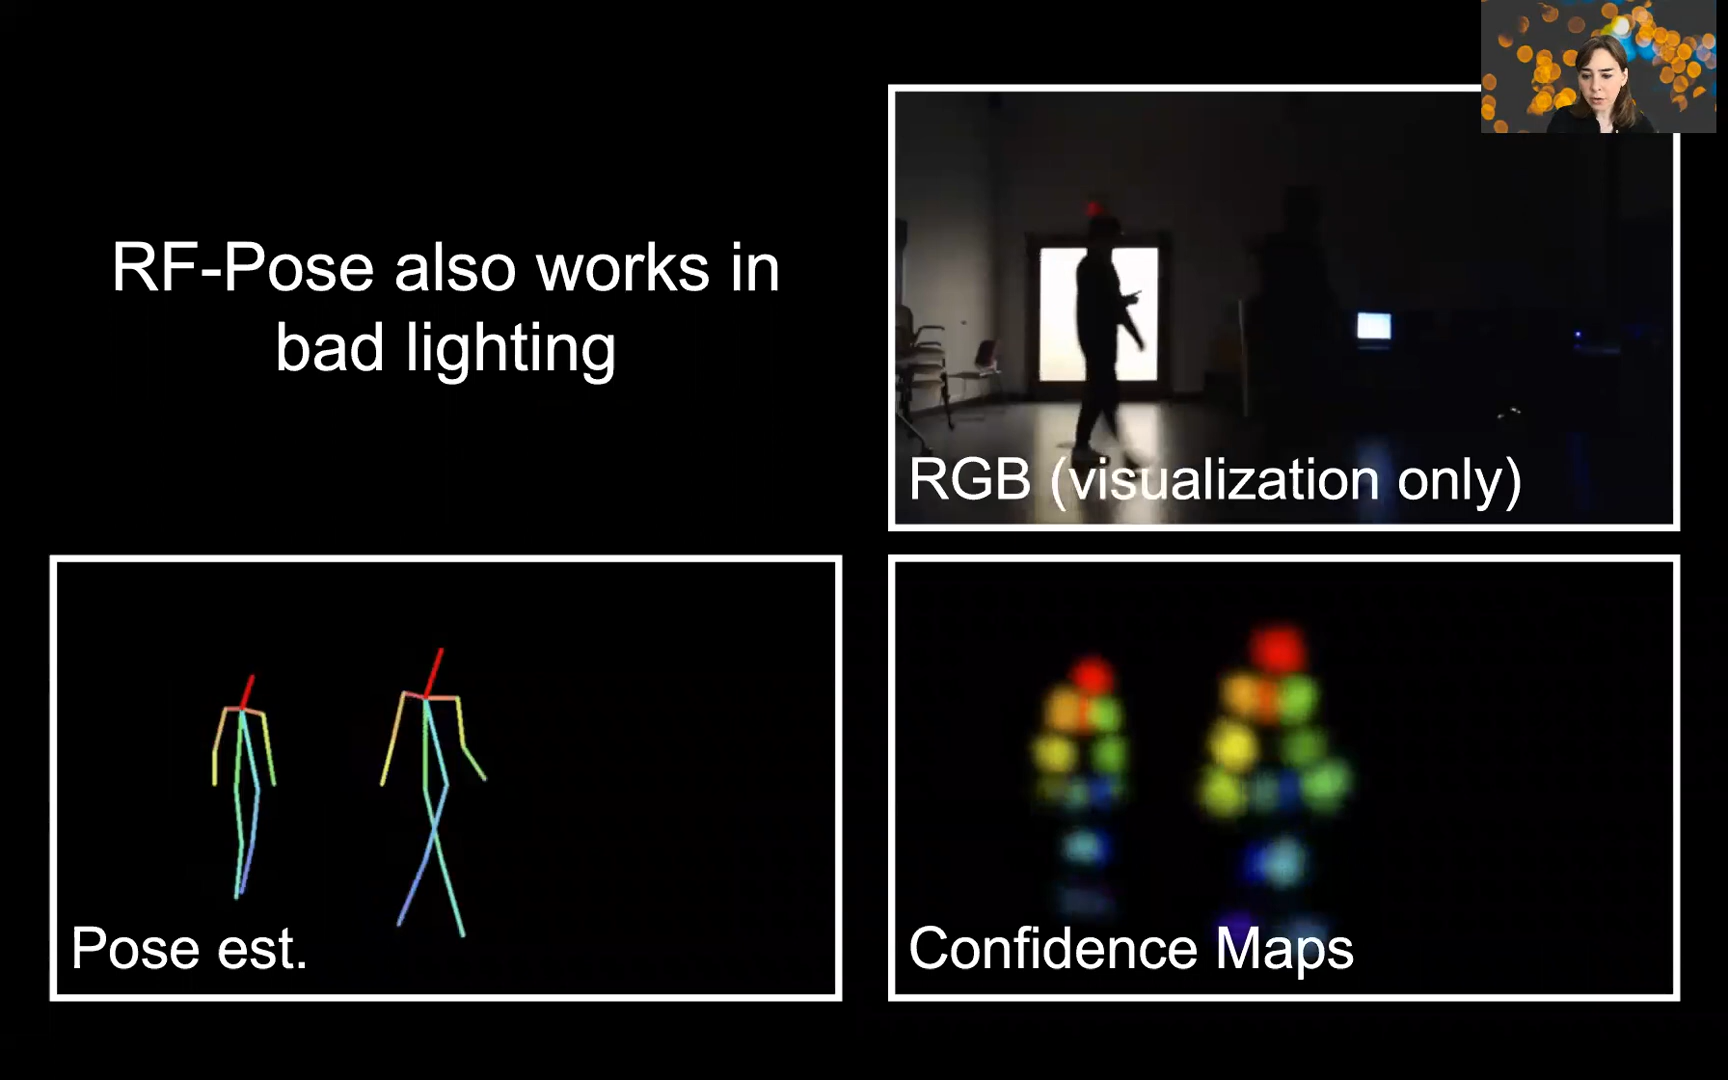 RF-Pose also works in
bad lighting
RGB (visualization only)
Pose est.
Confidence Maps